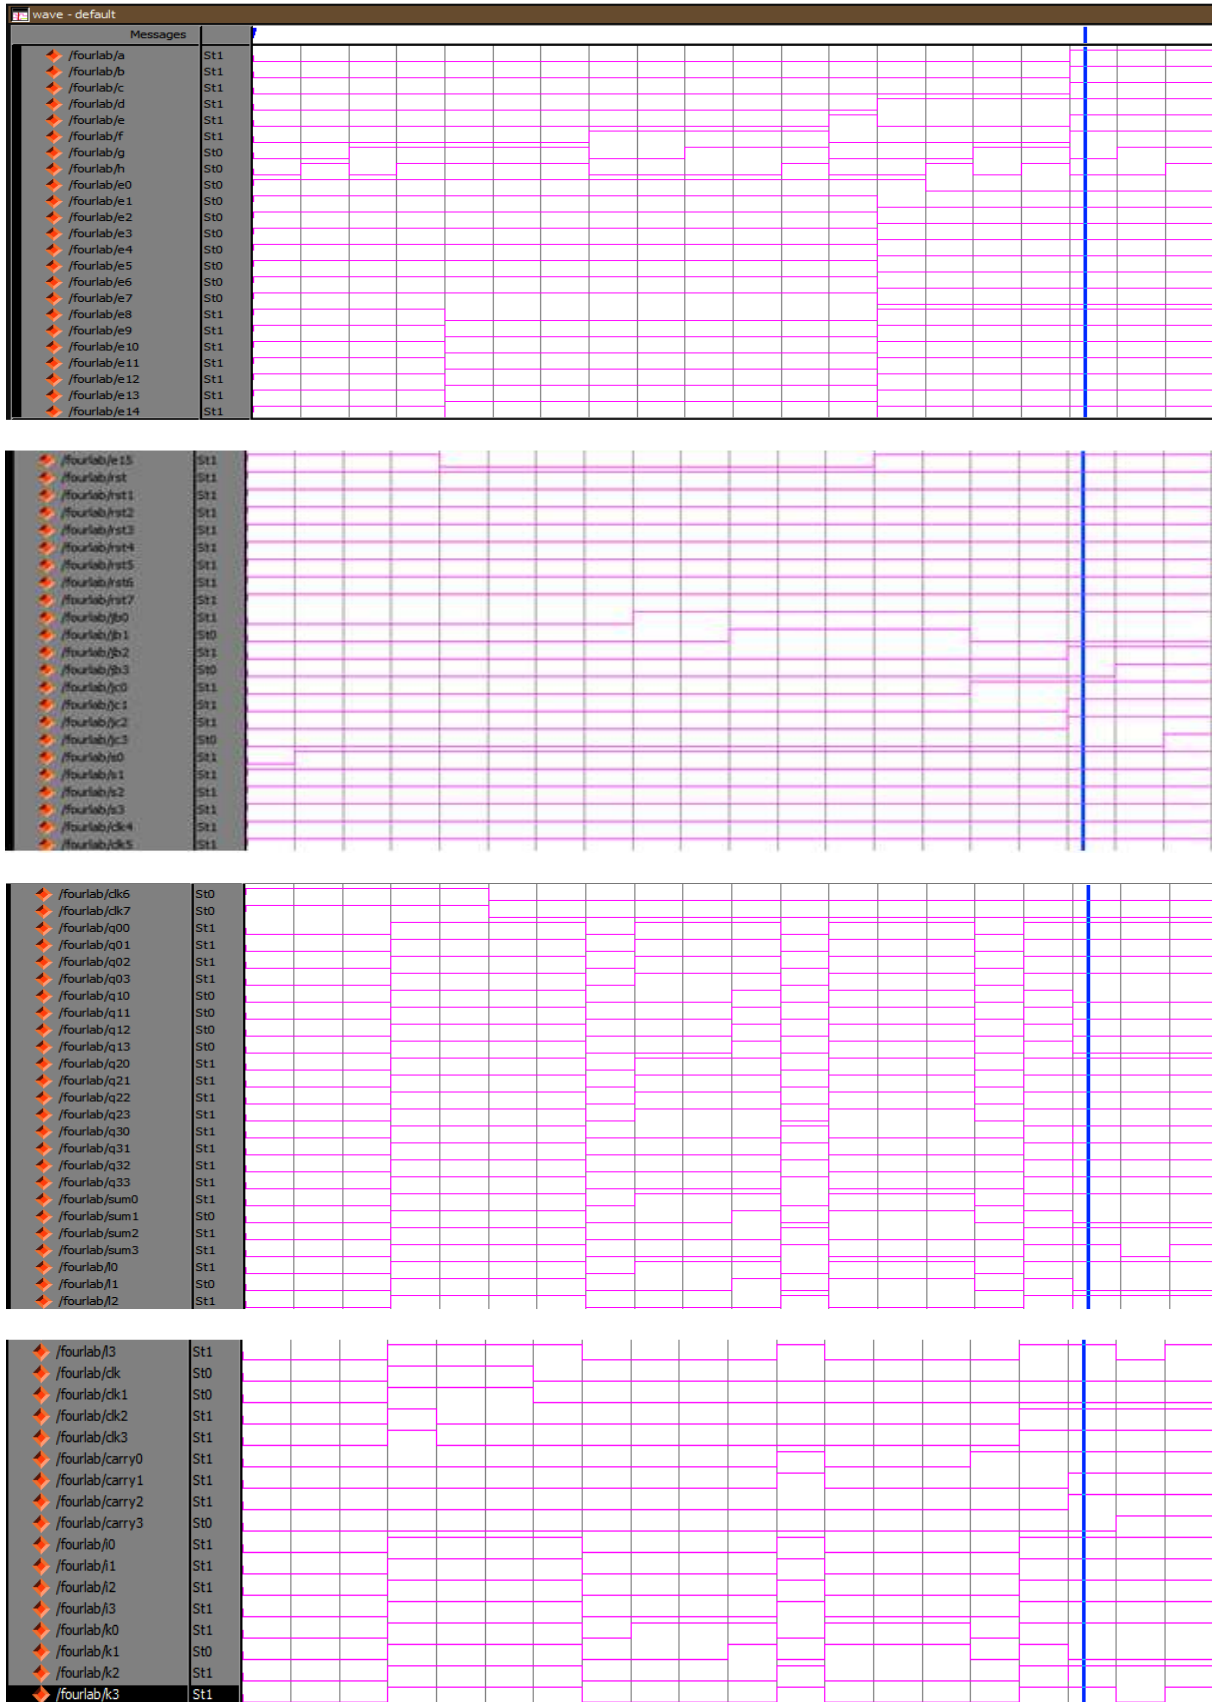 wave - default
Messages
/fourlab/a St1
/fourlab/b St1
/fourlab/c St1
/fourlab/d St1
/fourlab/e St1
/fourlab/f St1
/fourlab/g St0
/fourlab/h St0
/fourlab/e0 St0
/fourlab/e1 St0
/fourlab/e2 St0
/fourlab/e3 St0
/fourlab/e4 St0
/fourlab/e5 St0
/fourlab/e6 St0
/fourlab/e7 St0
/fourlab/e8 St1
/fourlab/e9 St1
/fourlab/e10 St1
/fourlab/e11 St1
/fourlab/e12 St1
/fourlab/e13 St1
/fourlab/e14 St1
/fourlab/e15 St1
/fourlab/rst St1
/fourlab/rst1 St1
/fourlab/rst2 St1
/fourlab/rst3 St1
/fourlab/rst4 St1
/fourlab/rst5 St1
/fourlab/rst6 St1
/fourlab/rst7 St1
/fourlab/jb0 St1
/fourlab/jb1 St0
/fourlab/jb2 St1
/fourlab/jb3 St0
/fourlab/jc0 St1
/fourlab/jc1 St1
/fourlab/jc2 St1
/fourlab/jc3 St0
/fourlab/s0 St1
/fourlab/s1 St1
/fourlab/s2 St1
/fourlab/s3 St1
/fourlab/clk4 St1
/fourlab/clk5 St1
/fourlab/clk6 St0
/fourlab/clk7 St0
/fourlab/q00 St1
/fourlab/q01 St1
/fourlab/q02 St1
/fourlab/q03 St1
/fourlab/q10 St0
/fourlab/q11 St0
/fourlab/q12 St0
/fourlab/q13 St0
/fourlab/q20 St1
/fourlab/q21 St1
/fourlab/q22 St1
/fourlab/q23 St1
/fourlab/q30 St1
/fourlab/q31 St1
/fourlab/q32 St1
/fourlab/q33 St1
/fourlab/sum0 St1
/fourlab/sum1 St0
/fourlab/sum2 St1
/fourlab/sum3 St1
/fourlab/l0 St1
/fourlab/l1 St0
/fourlab/l2 St1
/fourlab/l3 St1
/fourlab/clk St0
/fourlab/clk1 St0
/fourlab/clk2 St1
/fourlab/clk3 St1
/fourlab/carry0 St1
/fourlab/carry1 St1
/fourlab/carry2 St1
/fourlab/carry3 St0
/fourlab/i0 St1
/fourlab/i1 St1
/fourlab/i2 St1
/fourlab/i3 St1
/fourlab/k0 St1
/fourlab/k1 St0
/fourlab/k2 St1
/fourlab/k3 St1